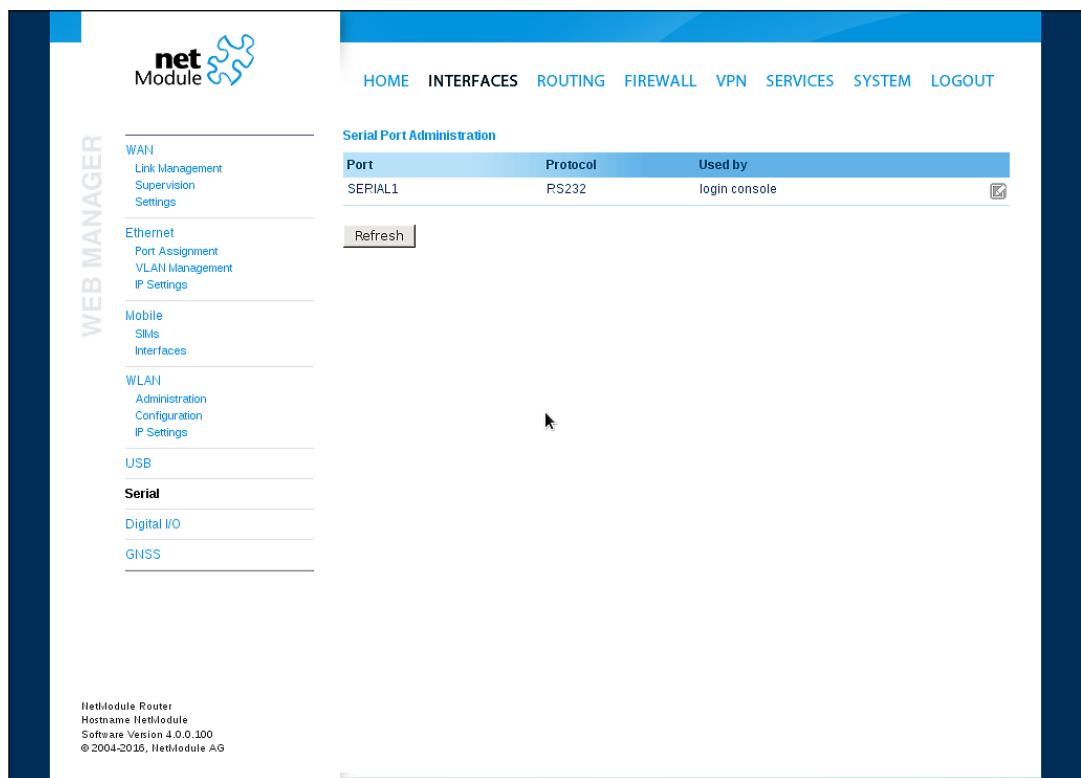 net
Module
HOME INTERFACES ROUTING FIREWALL VPN SERVICES SYSTEM LOGOUT
WEB MANAGER
WAN
Link Management
Supervision
Settings
Ethernet
Port Assignment
VLAN Management
IP Settings
Mobile
SIMs
Interfaces
WLAN
Administration
Configuration
IP Settings
USB
Serial
Digital I/O
GNSS
Serial Port Administration
Port Protocol Used by
SERIAL1 RS232 login console
Refresh
NetModule Router
Hostname NetModule
Software Version 4.0.0.100
© 2004-2016, NetModule AG